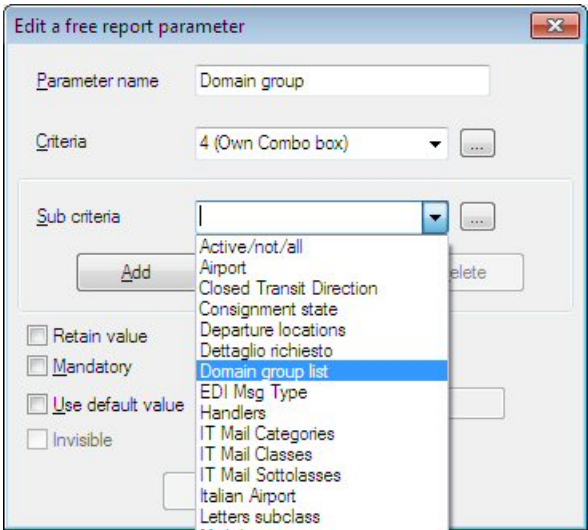 Edit a free report parameter
Parameter name Domain group
Criteria 4 (Own Combo box) ...
Sub criteria ...
Active/not/all
Airport
Add elete
Closed Transit Direction
Consignment state
Departure locations
Retain value
Dettaglio richiesto
Mandatory
Domain group list
EDI Msg Type
Use default value
Handlers
IT Mail Categories
Invisible
IT Mail Classes
IT Mail Sottolasses
Italian Airport
Letters subclass